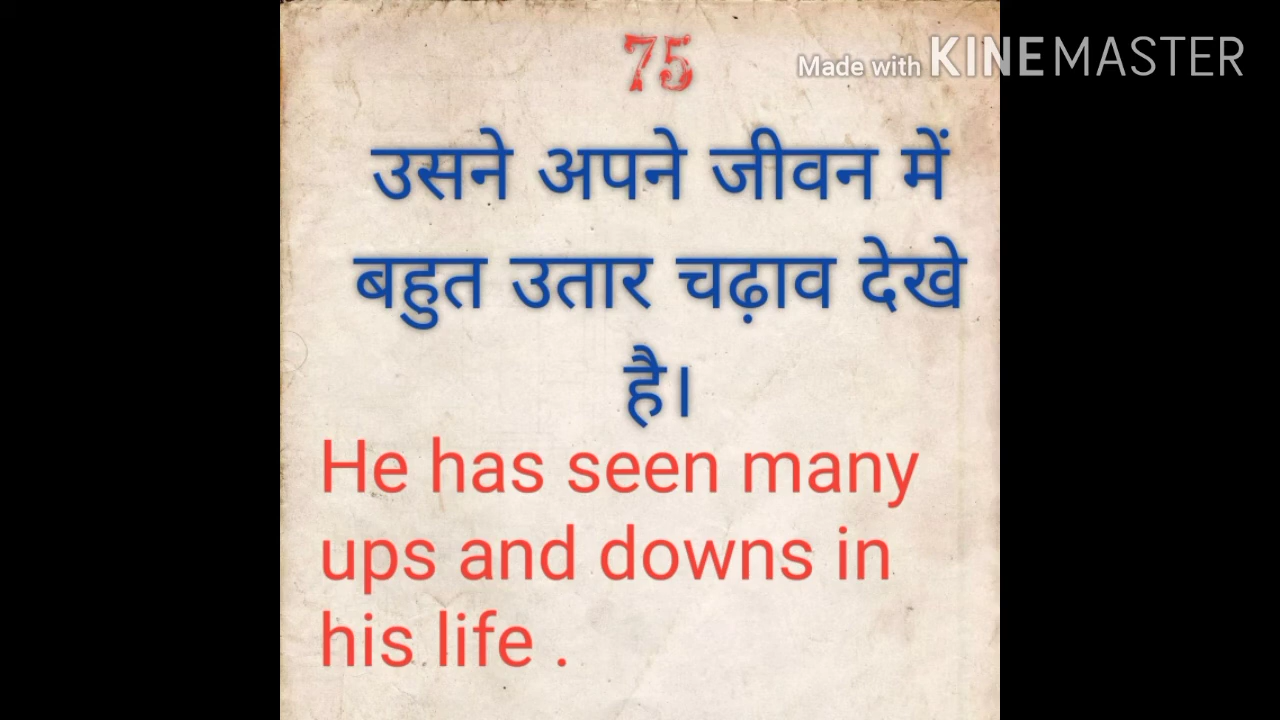 75
Made with KINEMASTER
उसने अपने जीवन में
बहुत उतार चढ़ाव देखे
है।
He has seen many
ups and downs in
his life .